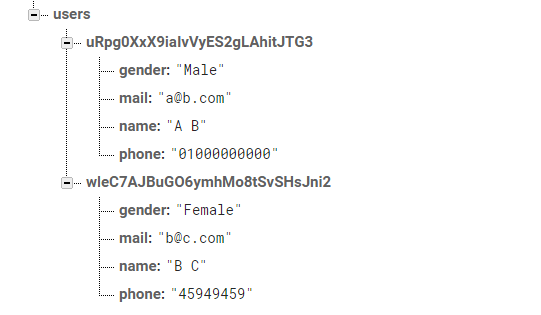 users
uRpg0XxX9iaIvVyES2gLAhitJTG3
gender: "Male"
mail: "a@b.com"
name: "A B"
phone: "01000000000"
wleC7AJBuGO6ymhMo8tSvSHsJni2
gender: "Female"
mail: "b@c.com"
name: "B C"
phone: "45949459"